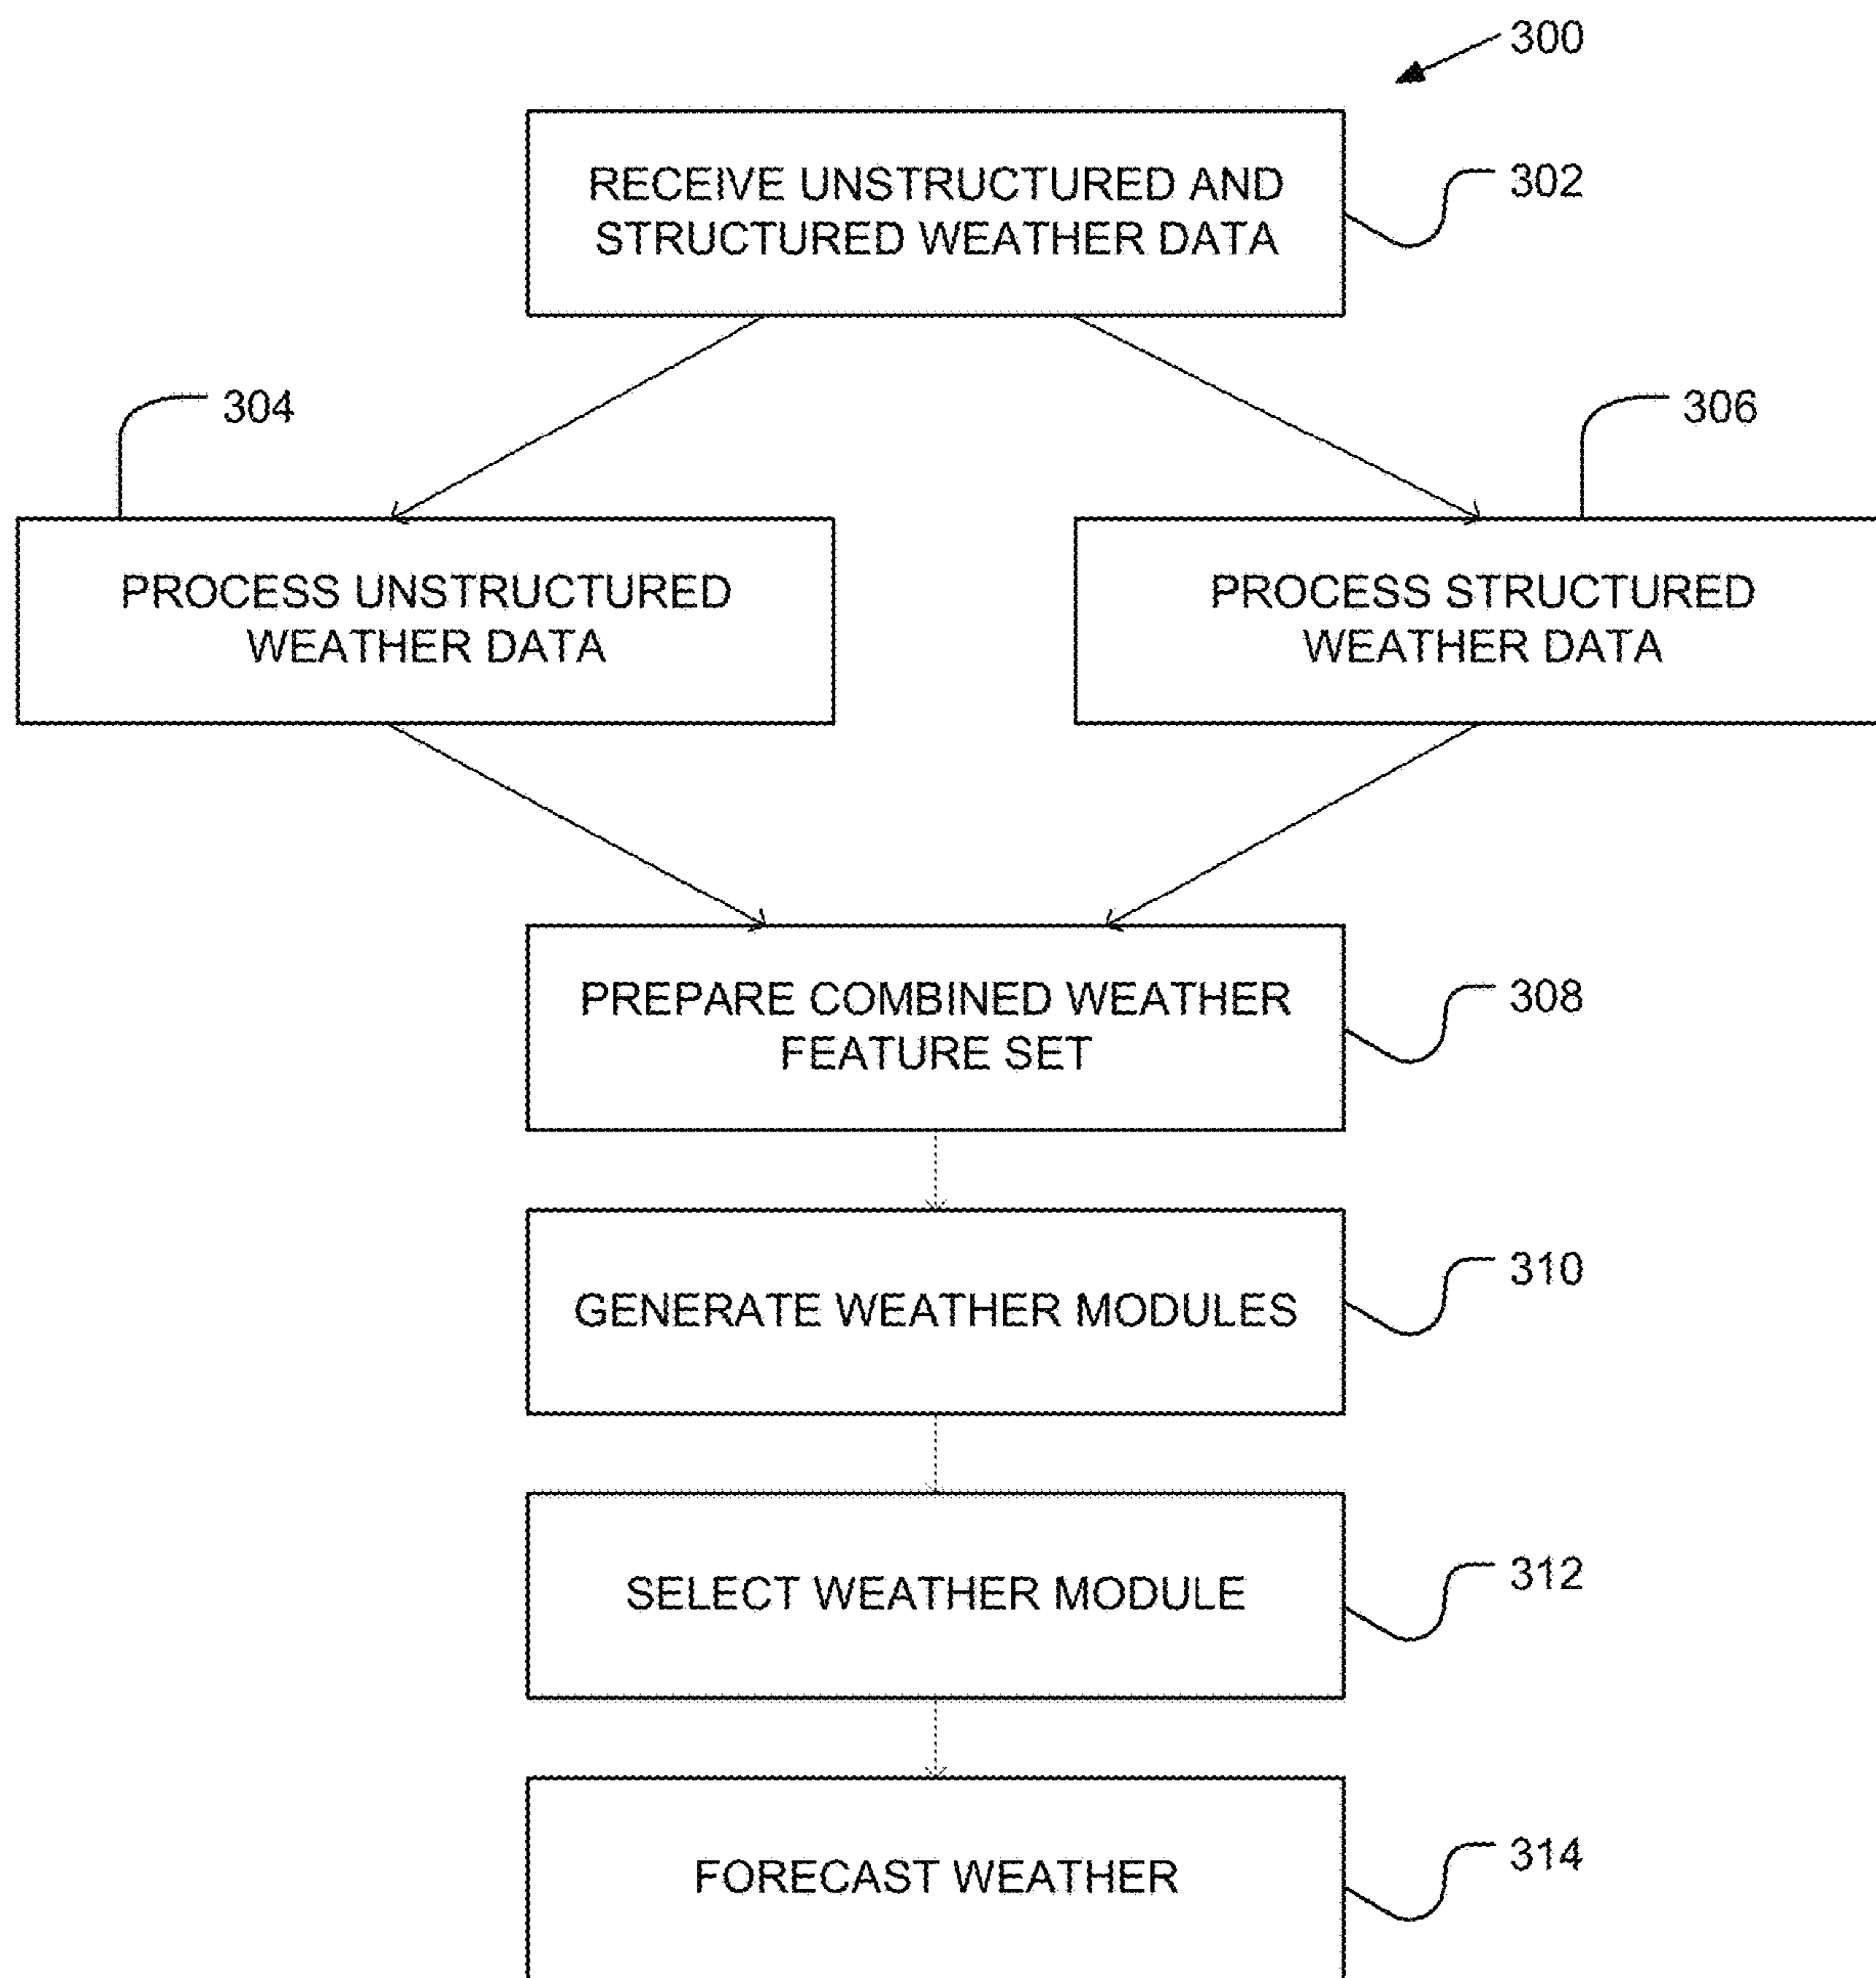 300
RECEIVE UNSTRUCTURED AND
STRUCTURED WEATHER DATA
302
304
306
PROCESS UNSTRUCTURED
WEATHER DATA
PROCESS STRUCTURED
WEATHER DATA
PREPARE COMBINED WEATHER
FEATURE SET
308
GENERATE WEATHER MODULES
310
SELECT WEATHER MODULE
312
FORECAST WEATHER
314